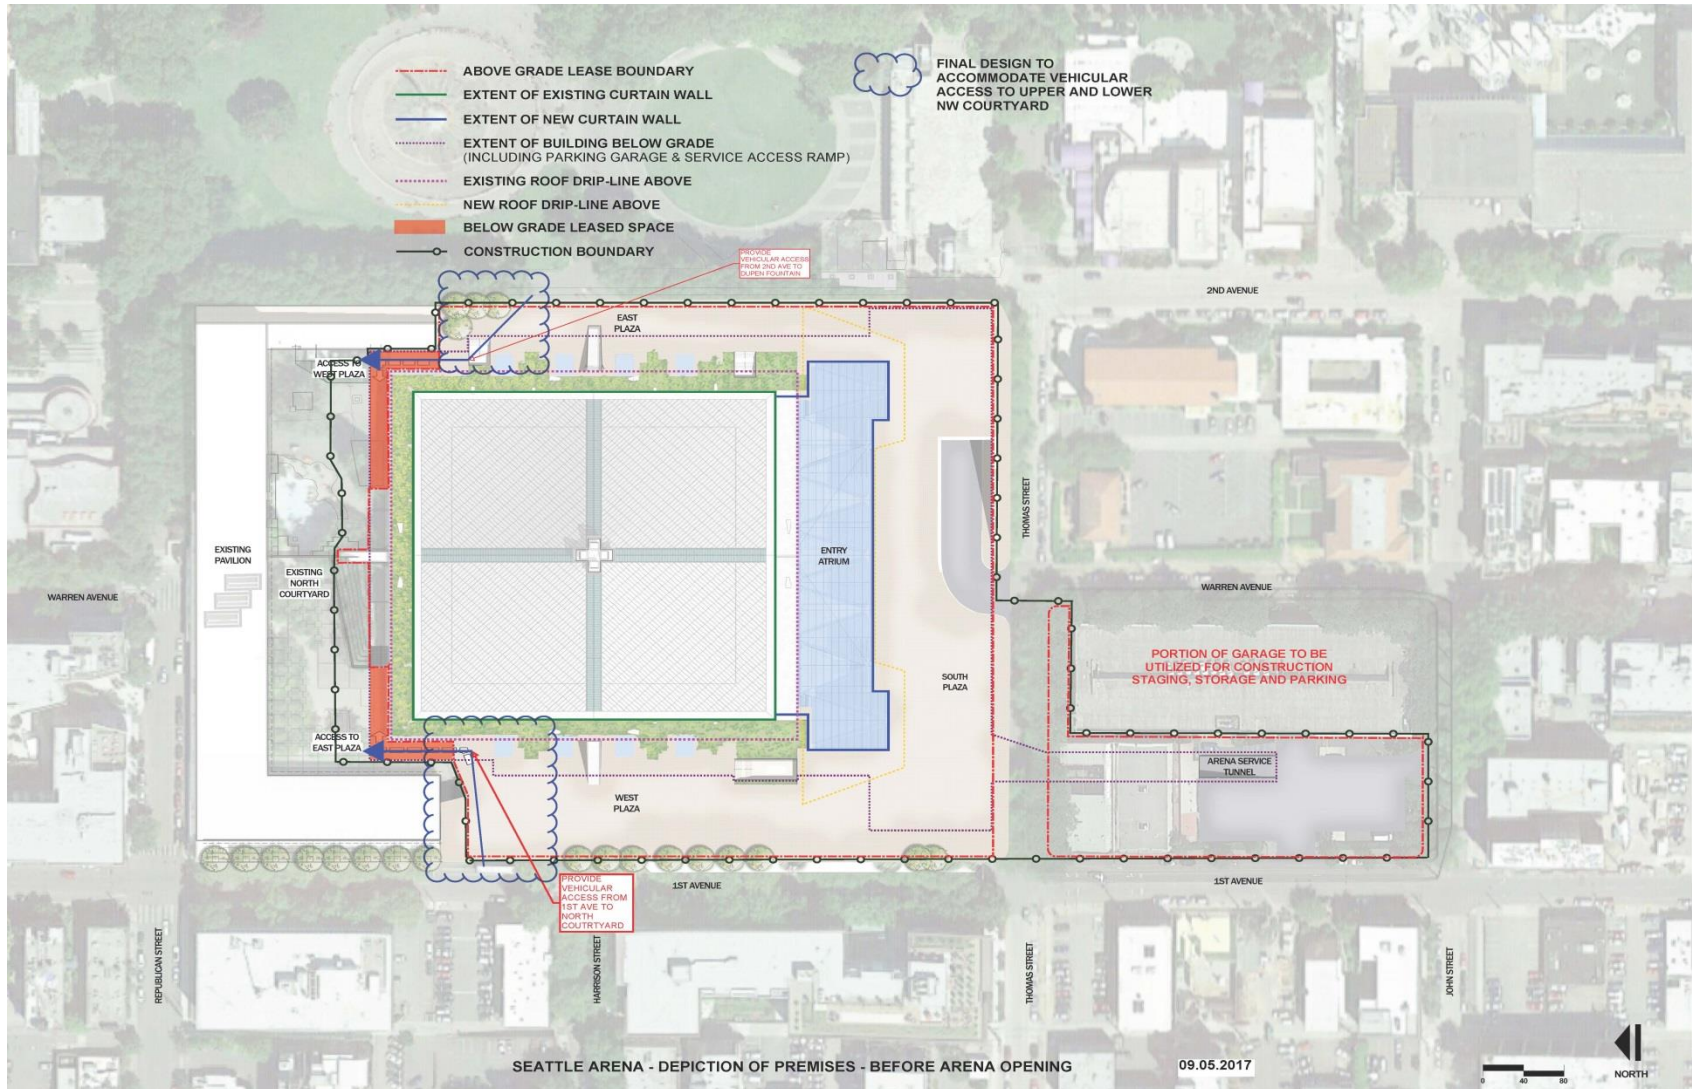 ABOVE GRADE LEASE BOUNDARY
EXTENT OF EXISTING CURTAIN WALL
EXTENT OF NEW CURTAIN WALL
EXTENT OF BUILDING BELOW GRADE
(INCLUDING PARKING GARAGE & SERVICE ACCESS RAMP)
EXISTING ROOF DRIP-LINE ABOVE
NEW ROOF DRIP-LINE ABOVE
BELOW GRADE LEASED SPACE
CONSTRUCTION BOUNDARY
FINAL DESIGN TO
ACCOMMODATE VEHICULAR
ACCESS TO UPPER AND LOWER
NW COURTYARD
PROVIDE
VEHICULAR ACCESS
FROM 2ND AVE TO
DUPEN FOUNTAIN
2ND AVENUE
EAST
PLAZA
ACCESS TO
WEST PLAZA
THOMAS STREET
EXISTING
PAVILION
EXISTING
NORTH
COURTYARD
ENTRY
ATRIUM
WARREN AVENUE
WARREN AVENUE
PORTION OF GARAGE TO BE
UTILIZED FOR CONSTRUCTION
STAGING, STORAGE AND PARKING
SOUTH
PLAZA
ACCESS TO
EAST PLAZA
ARENA SERVICE
TUNNEL
WEST
PLAZA
PROVIDE
VEHICULAR
ACCESS FROM
1ST AVE TO
NORTH
COUTRTYARD
1ST AVENUE
1ST AVENUE
REPUBLICAN STREET
HARRISON STREET
THOMAS STREET
JOHN STREET
SEATTLE ARENA - DEPICTION OF PREMISES - BEFORE ARENA OPENING
09.05.2017
0 40 80
NORTH